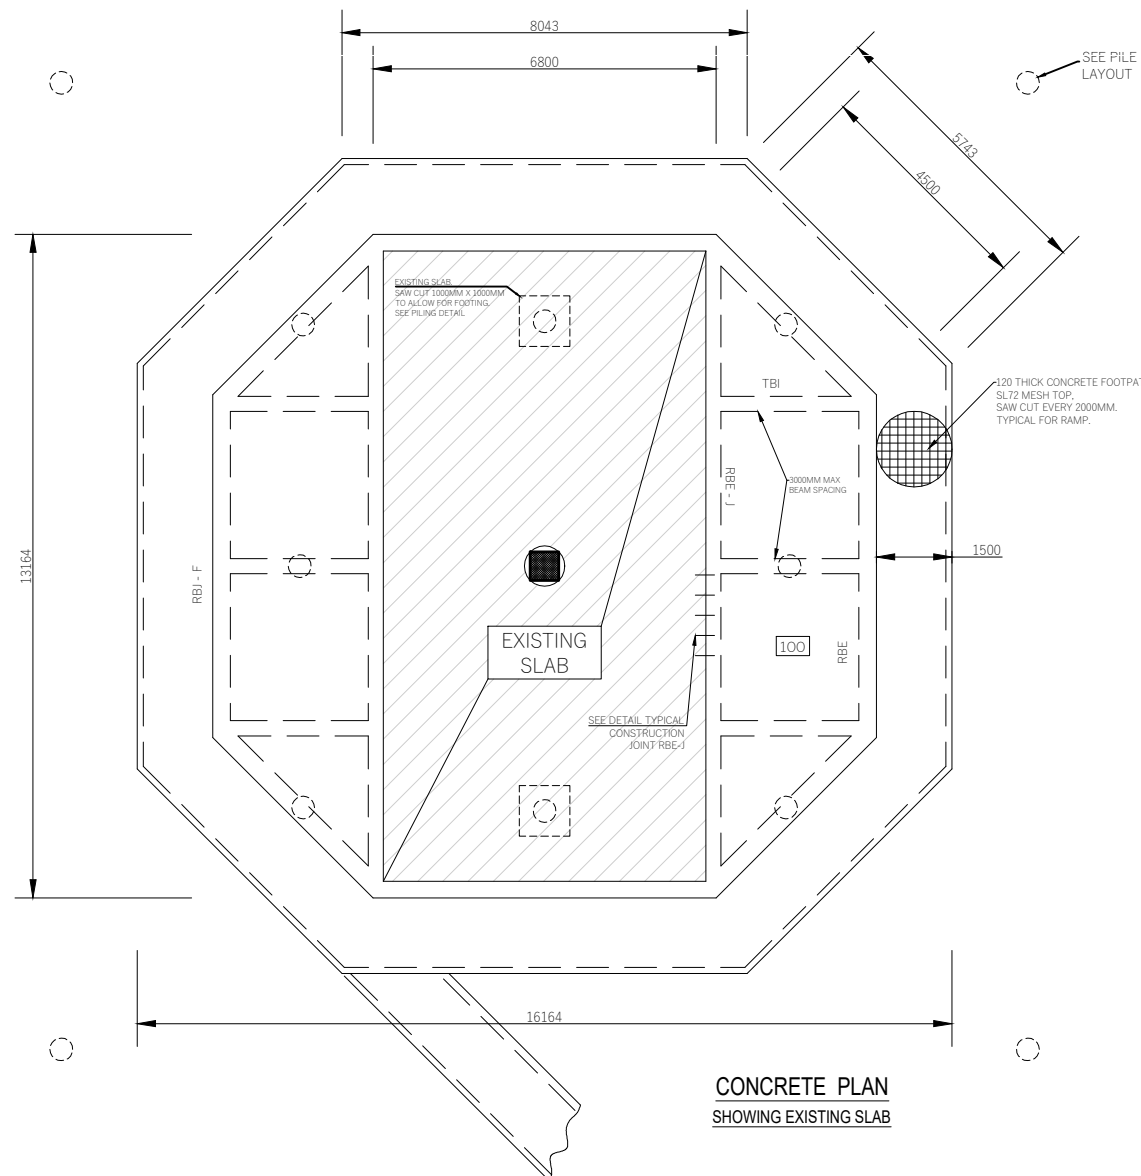 8043
6800
SEE PILE
LAYOUT
5743
4500
EXISTING SLAB.
SAW CUT 1000MM X 1000MM
TO ALLOW FOR FOOTING.
SEE PILING DETAIL
TBI
120 THICK CONCRETE FOOTPAT
SL72 MESH TOP,
SAW CUT EVERY 2000MM.
TYPICAL FOR RAMP.
RBE - J
3000MM MAX
BEAM SPACING
13164
RBJ - F
1500
EXISTING
SLAB
100
RBE
SEE DETAIL TYPICAL
CONSTRUCTION
JOINT RBE-J
16164
CONCRETE PLAN
SHOWING EXISTING SLAB